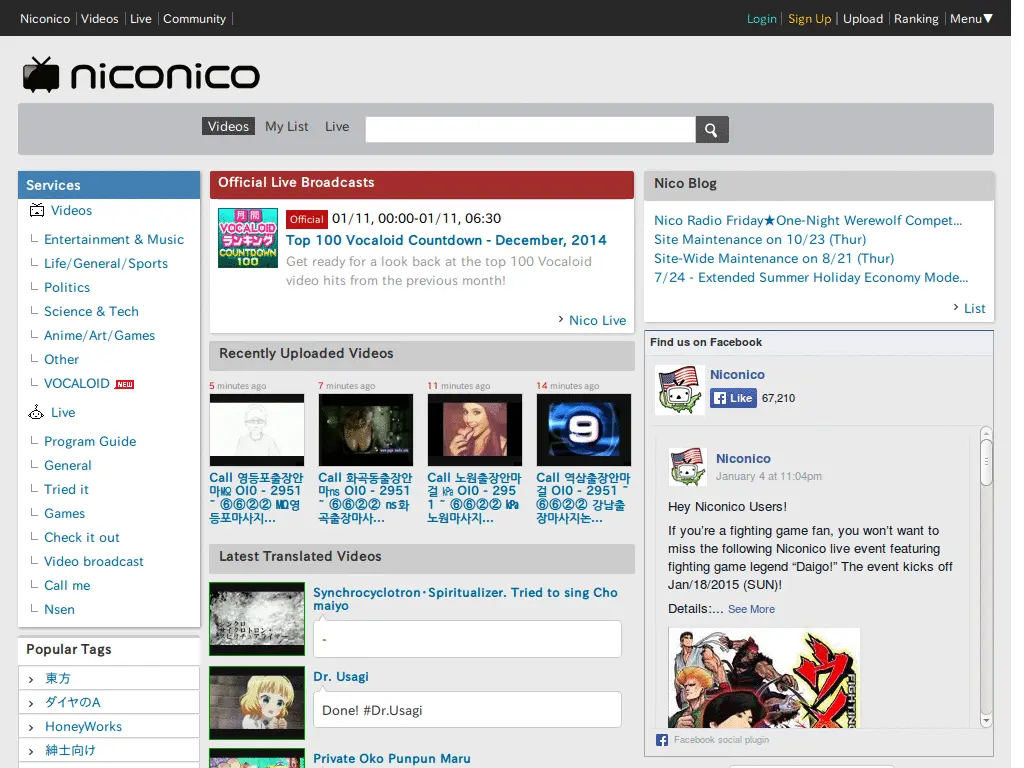 Niconico Videos Live Community
Login Sign Up Upload Ranking Menu▼
niconico
Videos My List Live
Services
Videos
Entertainment & Music
Life/General/Sports
Politics
Science & Tech
Anime/Art/Games
Other
VOCALOID NEW
Live
Program Guide
General
Tried it
Games
Check it out
Video broadcast
Call me
Nsen
Popular Tags
東方
ダイヤのA
HoneyWorks
紳士向け
Official Live Broadcasts
月間
VOCALOID
ランキング
COUNTDOWN
100
Official 01/11, 00:00-01/11, 06:30
Top 100 Vocaloid Countdown - December, 2014
Get ready for a look back at the top 100 Vocaloid
video hits from the previous month!
Nico Live
Recently Uploaded Videos
5 minutes ago
Call 영등포출장안
마㏁ OI0 - 2951
~ ⑥⑥②② ㏁영
등포마사지...
7 minutes ago
Call 화곡동출장안
마㎱ OI0 - 2951
~ ⑥⑥②② ㎱화
곡출장마사...
11 minutes ago
Call 노원출장안마
걸 ㎪ OI0 - 295
1 ~ ⑥⑥②② ㎪
노원마사지...
14 minutes ago
9
Call 역삼출장안마
걸 OI0 - 2951 ~
⑥⑥②② 강남출
장마사지논...
Latest Translated Videos
Synchrocyclotron･Spiritualizer. Tried to sing Cho
maiyo
-
Dr. Usagi
Done! #Dr.Usagi
Private Oko Punpun Maru
Nico Blog
Nico Radio Friday★One-Night Werewolf Compet...
Site Maintenance on 10/23 (Thur)
Site-Wide Maintenance on 8/21 (Thur)
7/24 - Extended Summer Holiday Economy Mode...
List
Find us on Facebook
Niconico
Like 67,210
Niconico
January 4 at 11:04pm
Hey Niconico Users!
If you're a fighting game fan, you won't want to
miss the following Niconico live event featuring
fighting game legend “Daigo!” The event kicks off
Jan/18/2015 (SUN)!
Details:... See More
FIGHTING
Facebook social plugin